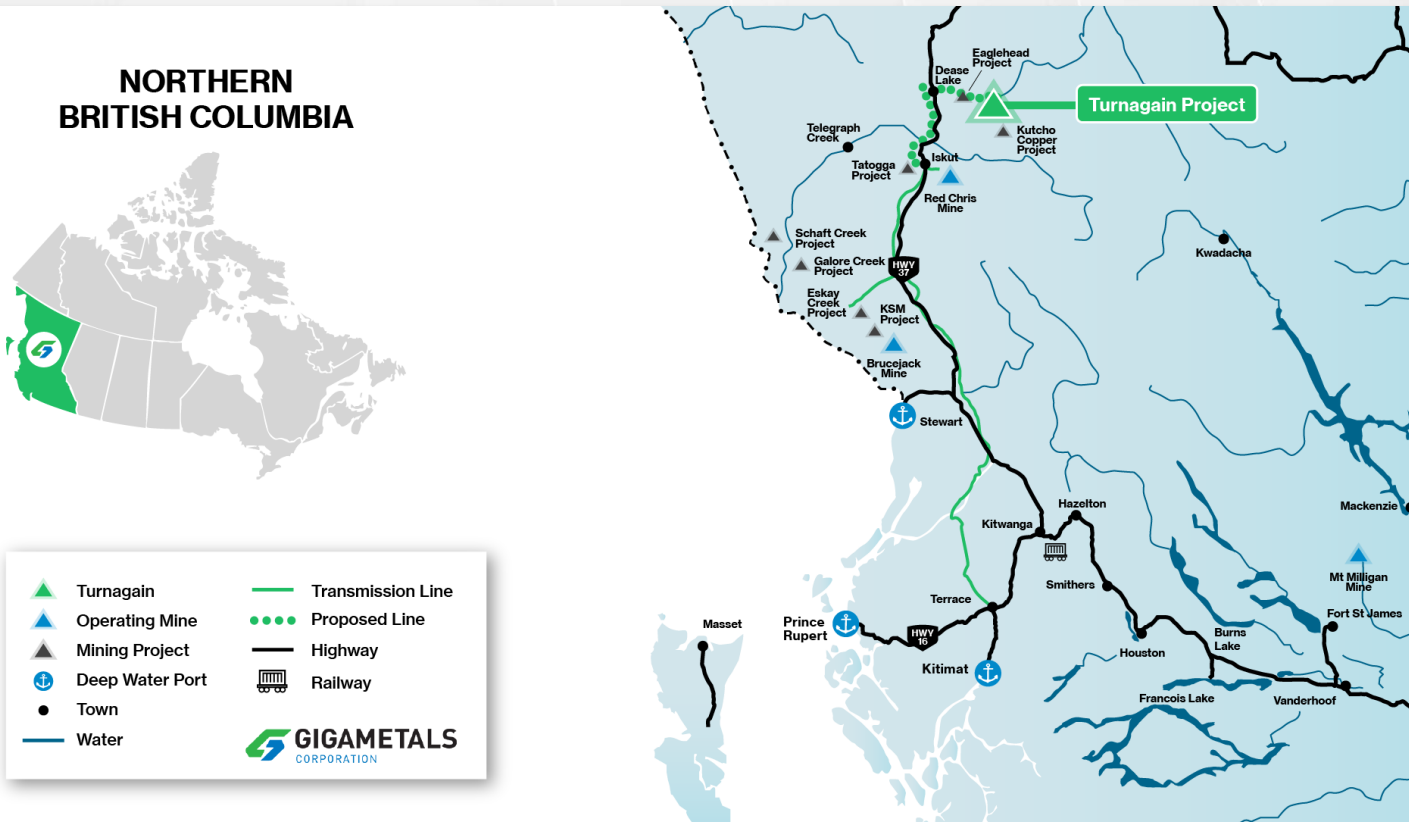 NORTHERN
BRITISH COLUMBIA
Eaglehead
Project
Dease
Lake
Turnagain Project
Telegraph
Creek
Kutcho
Copper
Project
Iskut
Tatogga
Project
Red Chris
Mine
Schaft Creek
Project
Kwadacha
Galore Creek
Project
HWY
37
Eskay
Creek
Project
KSM
Project
Brucejack
Mine
Stewart
Hazelton
Mackenzie
Kitwanga
Mt Milligan
Mine
Smithers
Terrace
Fort St James
Prince
Rupert
Masset
HWY
16
Burns
Lake
Houston
Kitimat
Francois Lake
Vanderhoof
Turnagain
Operating Mine
Mining Project
Deep Water Port
Town
Water
Transmission Line
Proposed Line
Highway
Railway
GIGAMETALS
CORPORATION